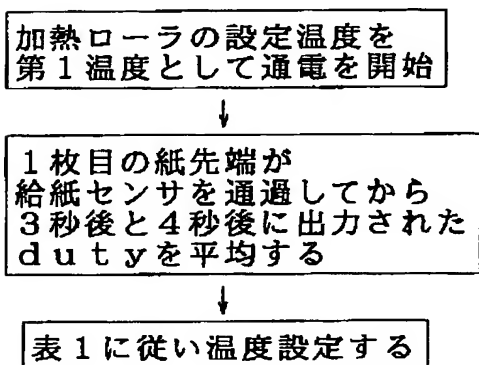 加熱ローラの設定温度を
第1温度として通電を開始
↓
1枚目の紙先端が
給紙センサを通過してから
3秒後と4秒後に出力された
dutyを平均する
↓
表1に従い温度設定する